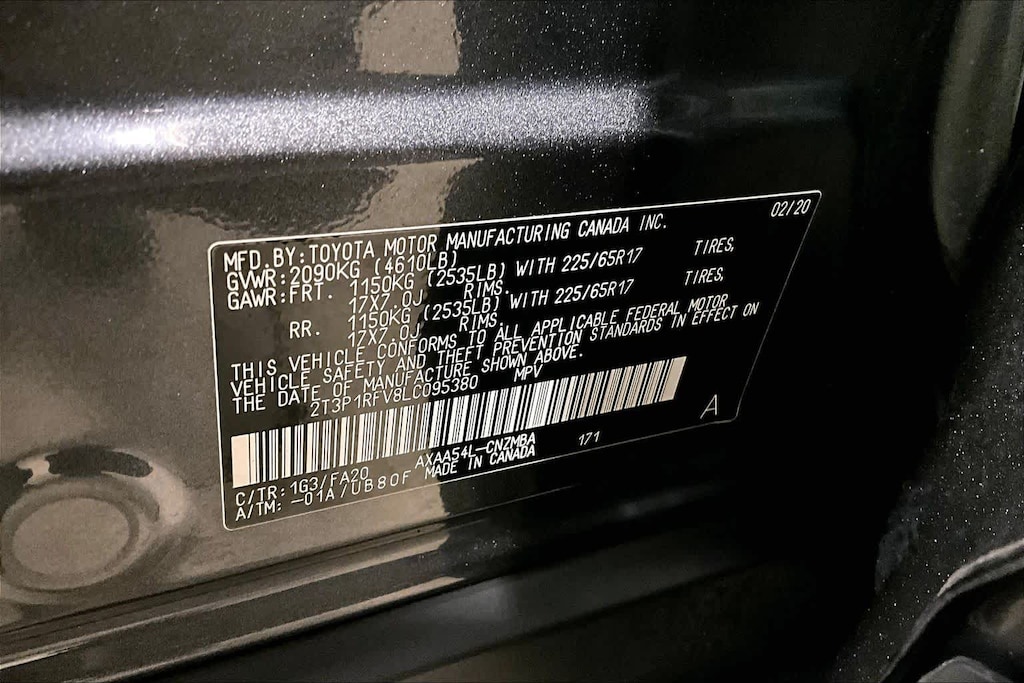 02/20
MFD. BY: TOYOTA MOTOR MANUFACTURING CANADA INC.
GVWR: 2090KG (4610LB)
GAWR: FRT. 1150KG (2535LB) WITH 225/65R17 TIRES,
17X7.0J RIMS.
RR. 1150KG (2535LB) WITH 225/65R17 TIRES,
17X7.0J RIMS.
THIS VEHICLE CONFORMS TO ALL APPLICABLE FEDERAL MOTOR
VEHICLE SAFETY AND THEFT PREVENTION STANDARDS IN EFFECT ON
THE DATE OF MANUFACTURE SHOWN ABOVE.
2T3P1RFV8LC095380 MPV
A
C/TR: 1G3/FA20 AXAA54L-CNZMBA 171
A/TM: -01A/UB80F MADE IN CANADA